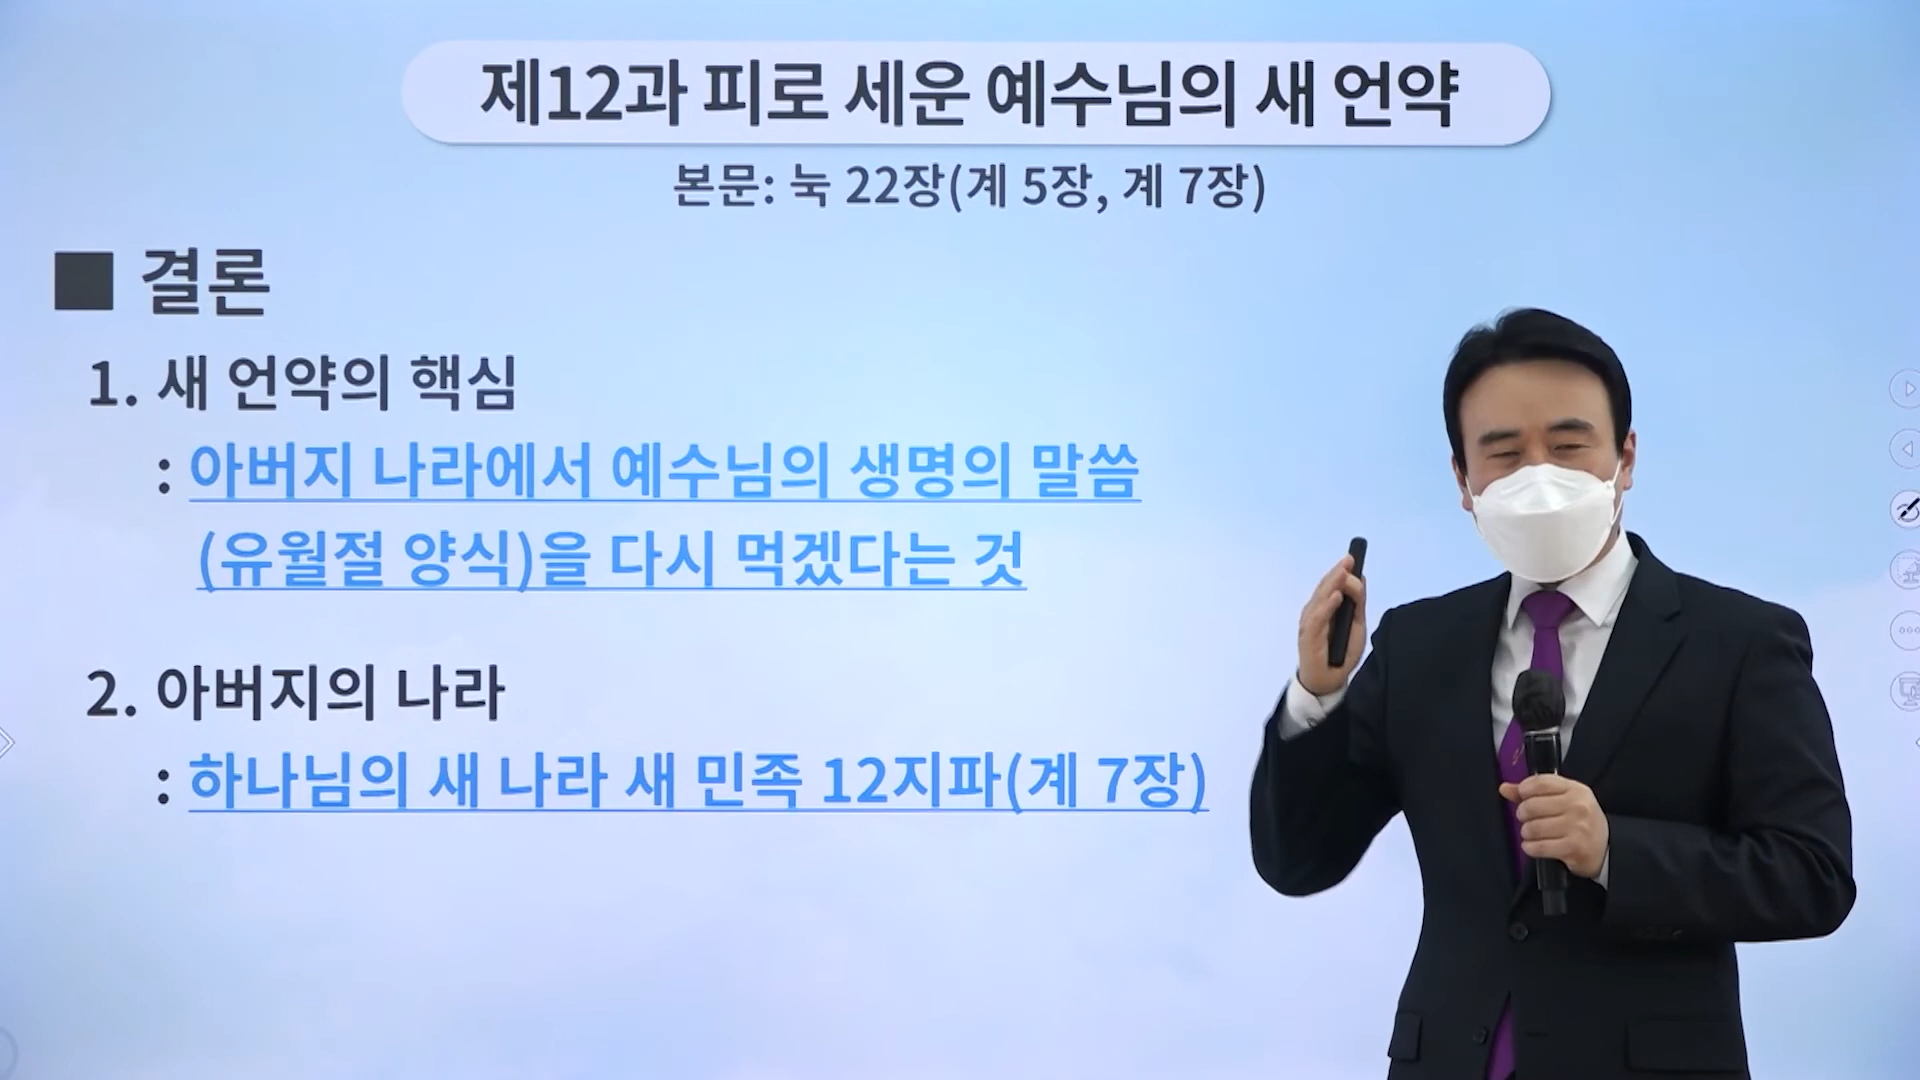 제12과 피로 세운 예수님의 새 언약
본문: 눅 22장(계 5장, 계 7장)
■ 결론
1. 새 언약의 핵심
: 아버지 나라에서 예수님의 생명의 말씀
(유월절 양식)을 다시 먹겠다는 것
2. 아버지의 나라
: 하나님의 새 나라 새 민족 12지파(계 7장)